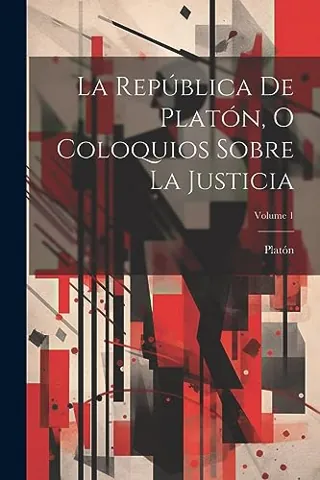 La República De
Platón, O
Coloquios Sobre
La Justicia
Volume 1
Platón